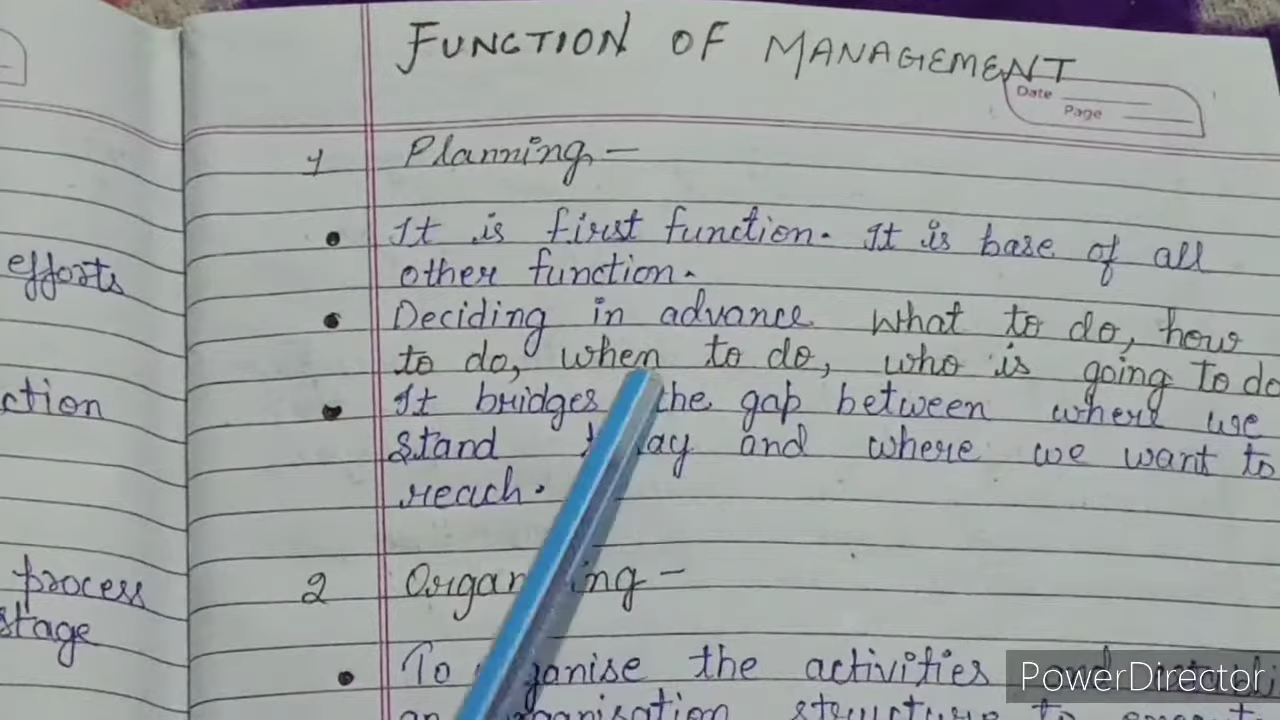 FUNCTION OF MANAGEMENT
Date
Page
1 Planning -
• It is first function. It is base of all
other function.
• Deciding in advance what to do, how
to do, when to do, who is going to do
• It bridges the gap between where we
stand and where we want to
reach.
2 -
• To the activities
structure to
efforts
ction
process
stage
PowerDirector